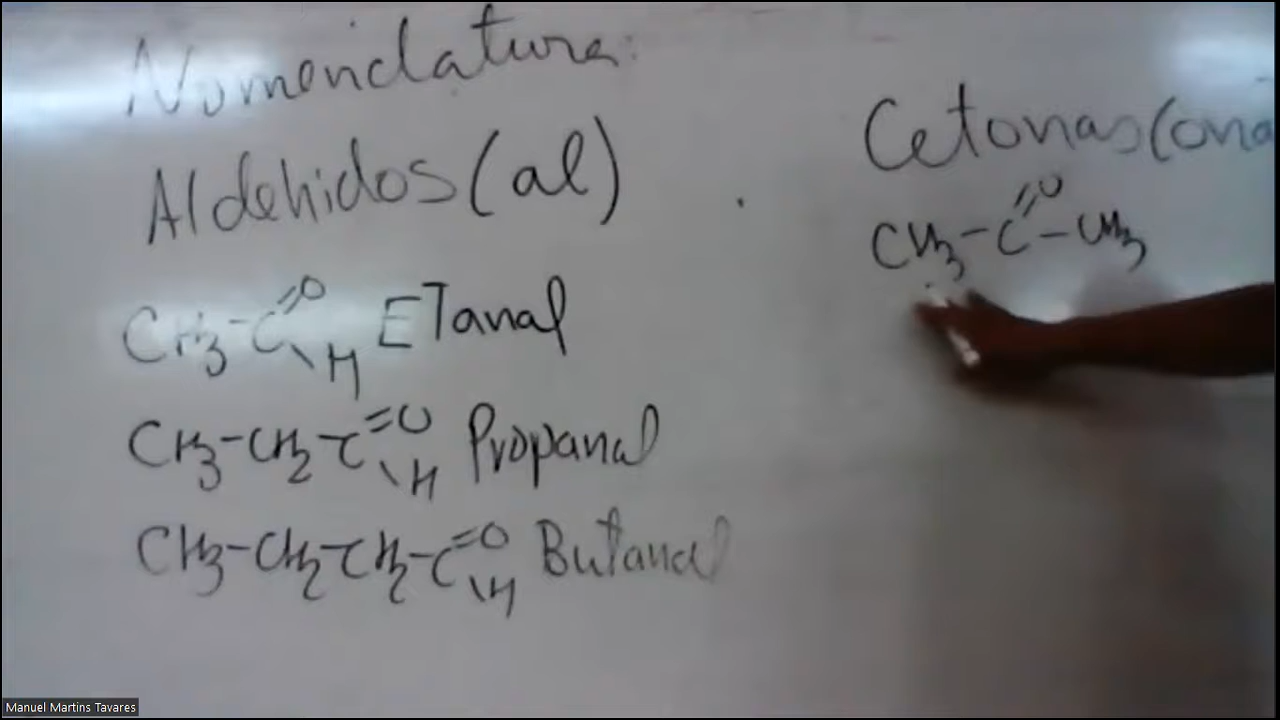 Nomenclatura:
Aldehidos (al)
CH3-C=O
\H
Etanal
CH3-CH2-C=O
\H
Propanal
CH3-CH2-CH2-C=O
\H
Butanal
Cetonas (ona
CH3-C-CH3
//O
Manuel Martins Tavares